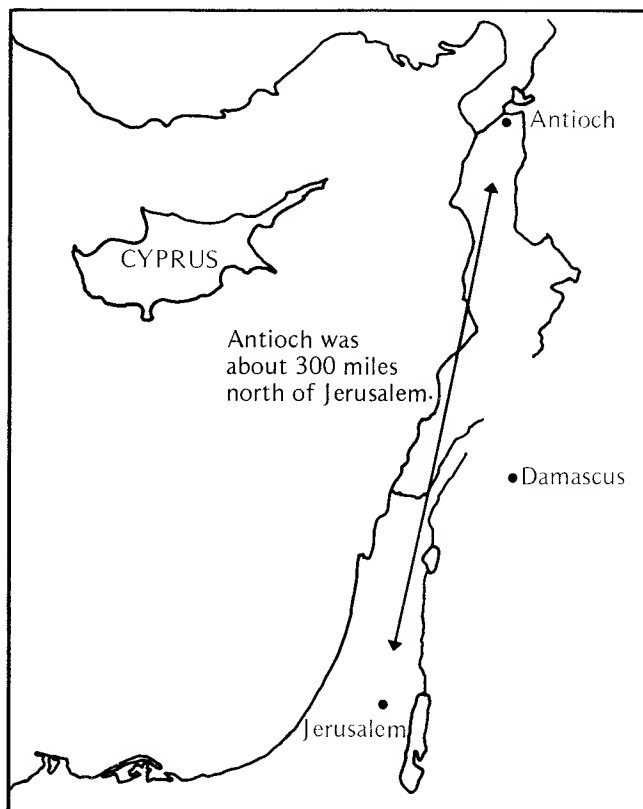 Antioch
CYPRUS
Antioch was
about 300 miles
north of Jerusalem.
Damascus
Jerusalem